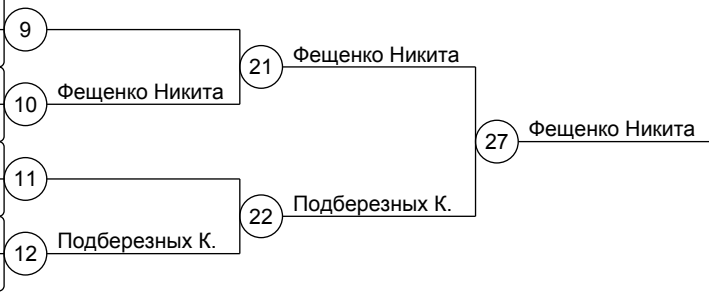 9
21 Фещенко Никита
10 Фещенко Никита
27 Фещенко Никита
11
22 Подберезных К.
12 Подберезных К.